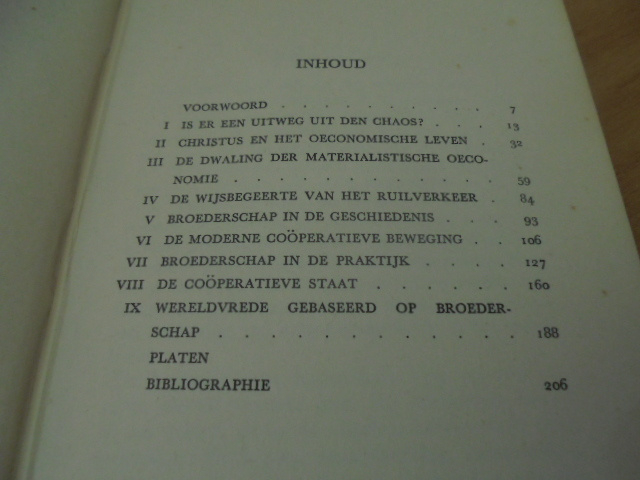 INHOUD
VOORWOORD . . . . . . . . . . 7
I IS ER EEN UITWEG UIT DEN CHAOS? . . . 13
II CHRISTUS EN HET OECONOMISCHE LEVEN . 32
III DE DWALING DER MATERIALISTISCHE OECO-
NOMIE . . . . . . . . . . . . 59
IV DE WIJSBEGEERTE VAN HET RUILVERKEER . 84
V BROEDERSCHAP IN DE GESCHIEDENIS . . . 93
VI DE MODERNE COÖPERATIEVE BEWEGING . . 106
VII BROEDERSCHAP IN DE PRAKTIJK . . . . 127
VIII DE COÖPERATIEVE STAAT . . . . . . 160
IX WERELDVREDE GEBASEERD OP BROEDER-
SCHAP . . . . . . . . . . . . 188
PLATEN
BIBLIOGRAPHIE 206